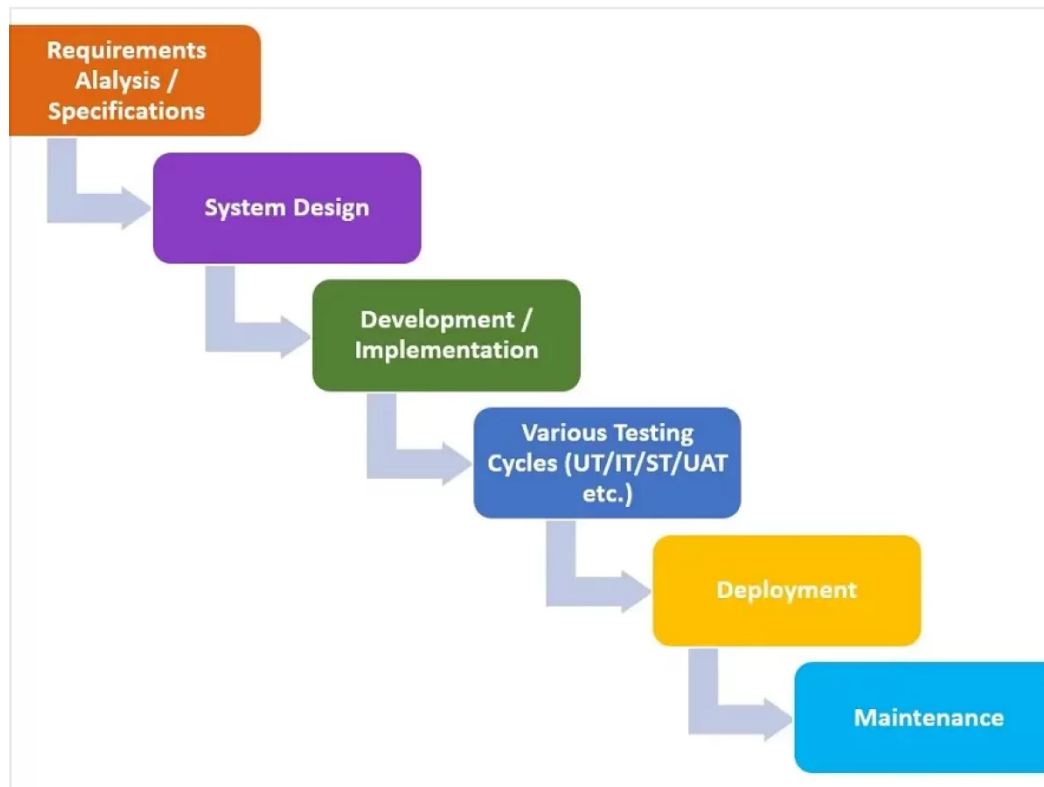 Requirements
Alalysis /
Specifications
System Design
Development /
Implementation
Various Testing
Cycles (UT/IT/ST/UAT
etc.)
Deployment
Maintenance